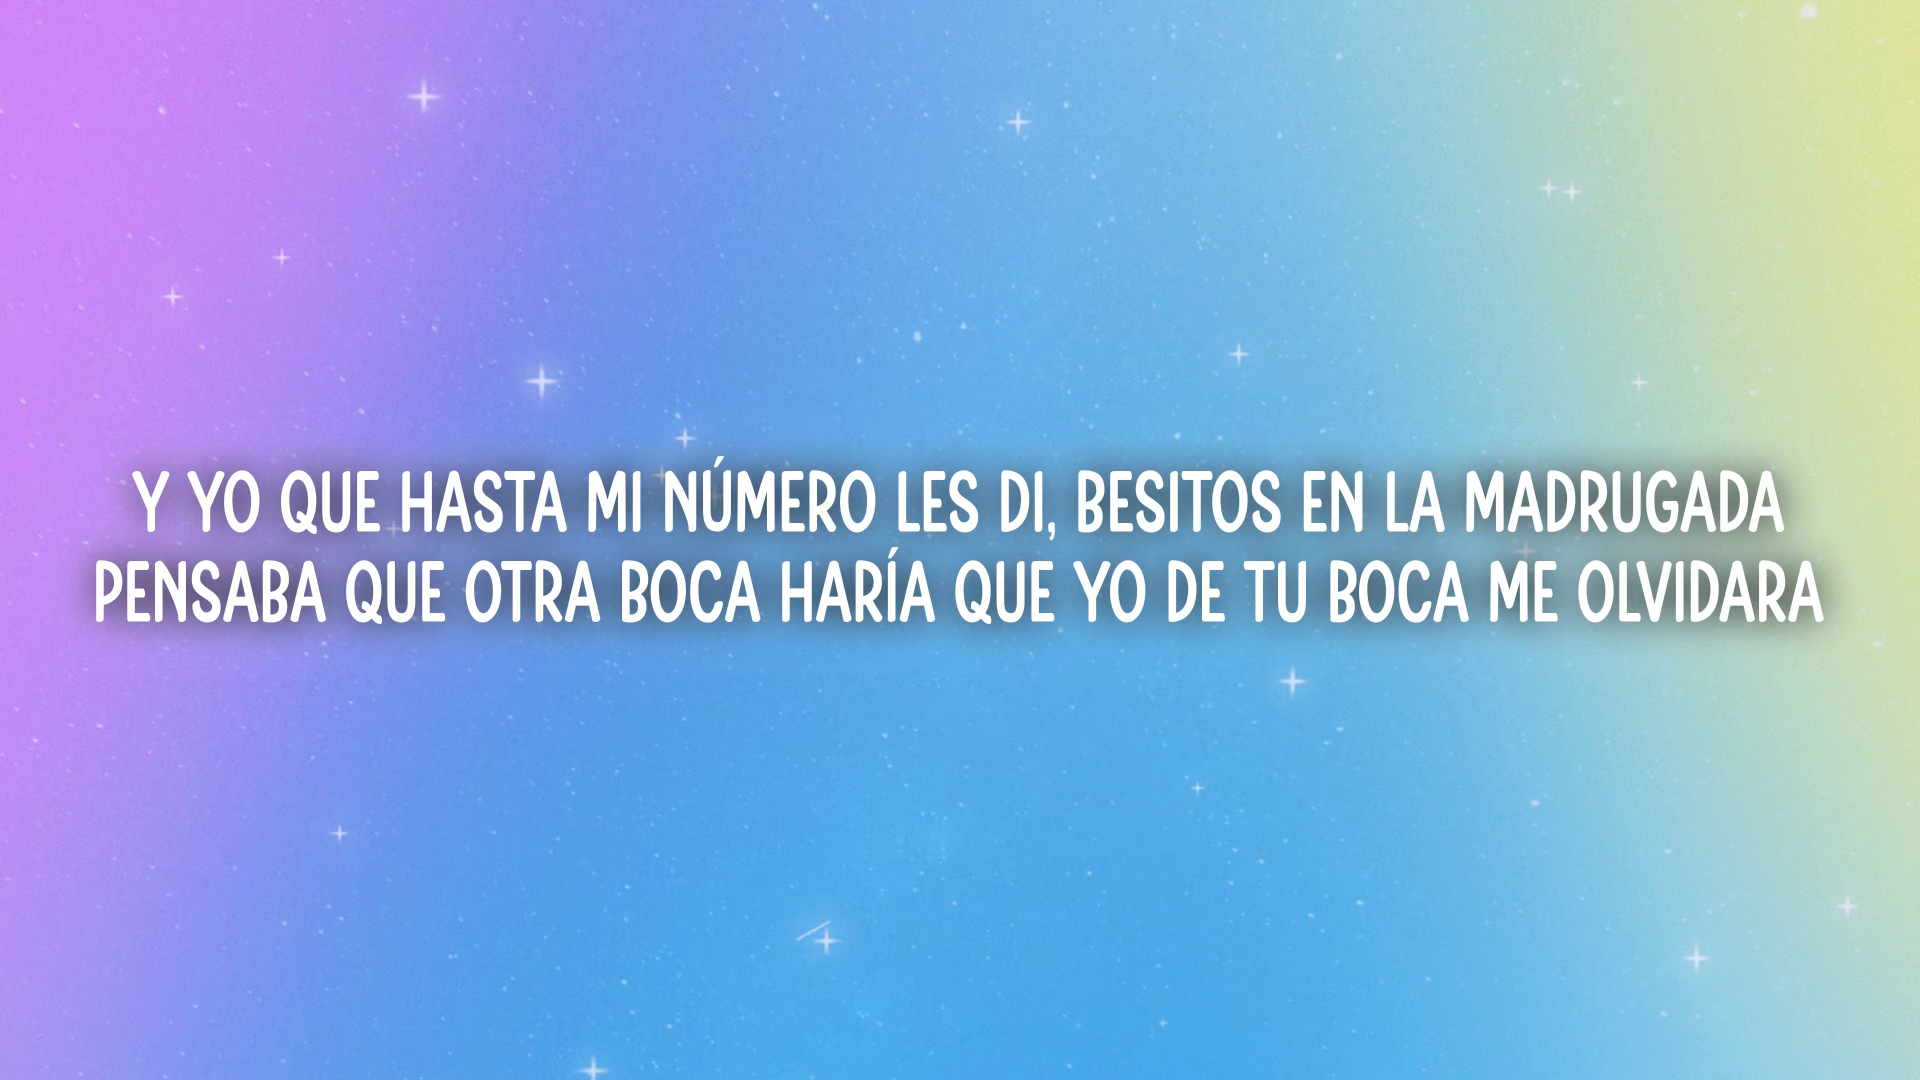 Y YO QUE HASTA MI NÚMERO LES DI, BESITOS EN LA MADRUGADA
PENSABA QUE OTRA BOCA HARÍA QUE YO DE TU BOCA ME OLVIDARA